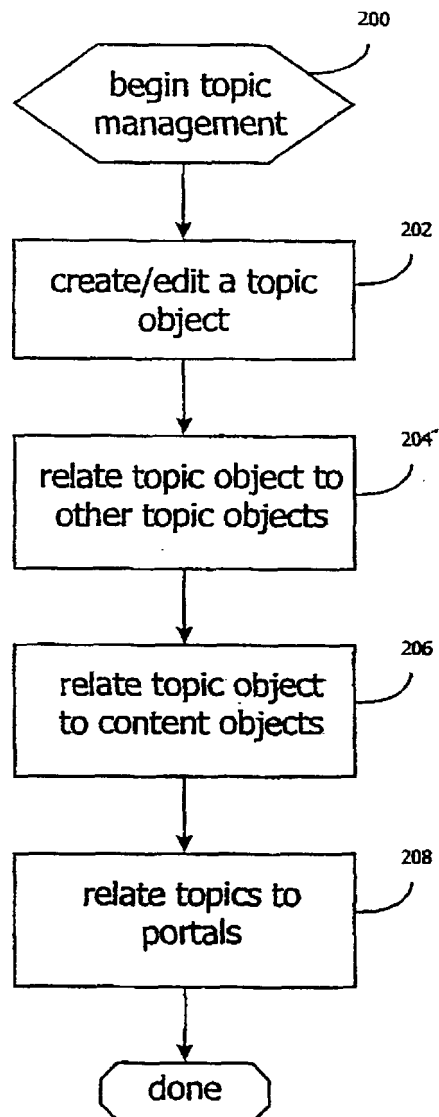 200
begin topic
management
202
create/edit a topic
object
204
relate topic object to
other topic objects
206
relate topic object
to content objects
208
relate topics to
portals
done